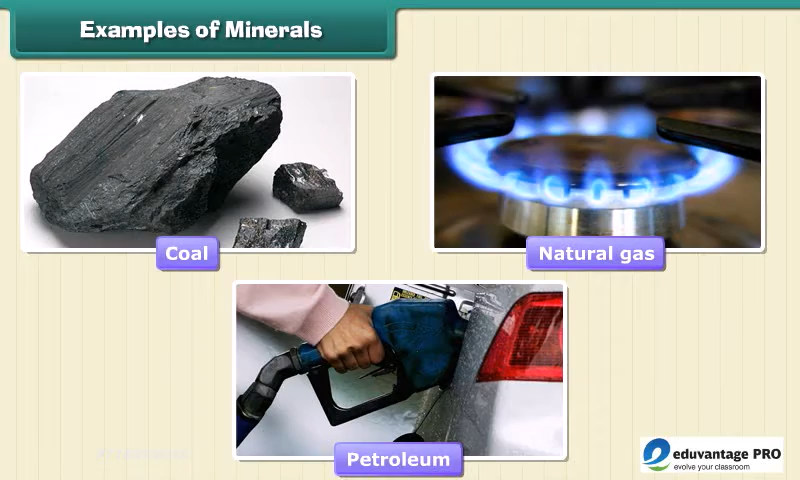 Examples of Minerals
Coal
Natural gas
Petroleum
eduvantage PRO
evolve your classroom